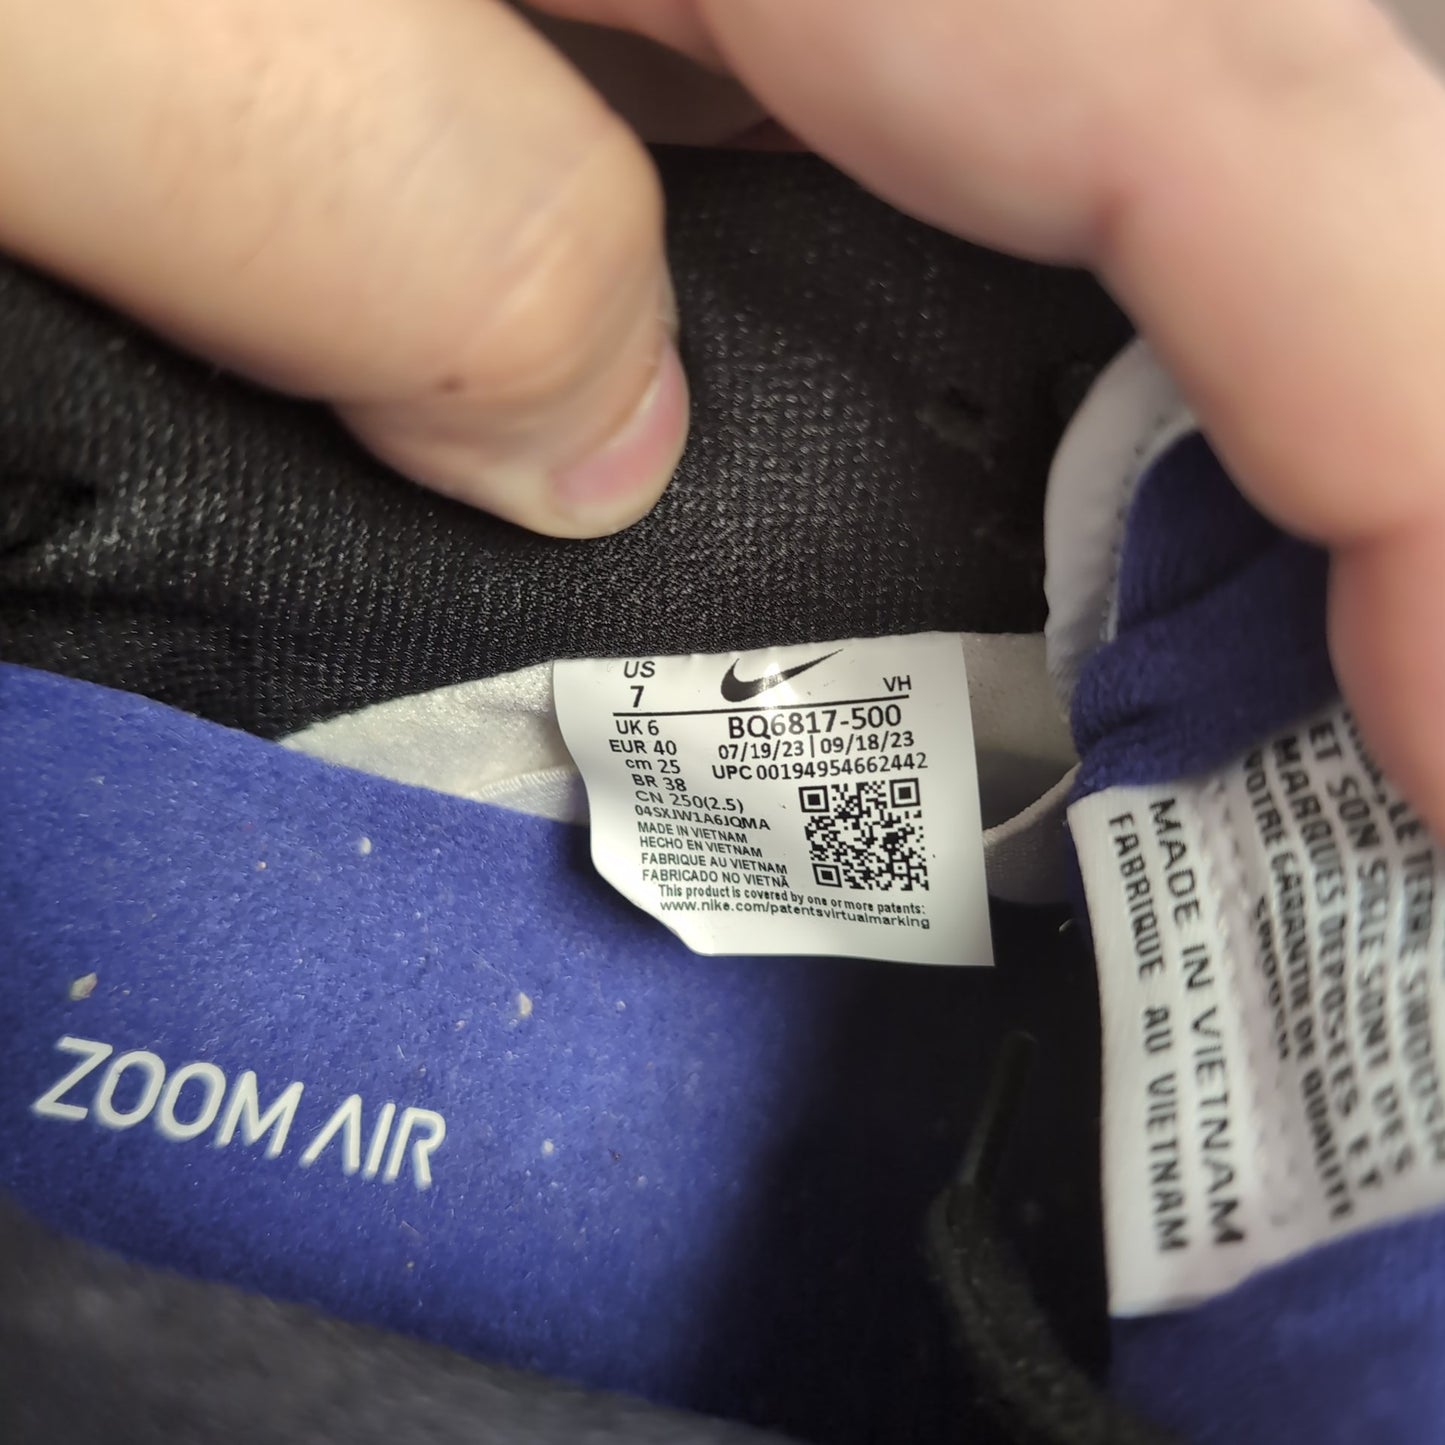 US
7
VH
UK 6
BQ6817-500
EUR 40
07/19/23 | 09/18/23
cm 25
UPC 00194954662442
BR 38
CN 250(2.5)
04SXJW1A6JQMA
MADE IN VIETNAM
HECHO EN VIETNAM
FABRIQUE AU VIETNAM
FABRICADO NO VIETNÃ
This product is covered by one or more patents:
www.nike.com/patentsvirtualmarking
ZOOM AIR
ET SON SIGLE SONT DES
MARQUES DEPOSEES ET
VOTRE GARANTIE DE QUALITE
MADE IN VIETNAM
FABRIQUE AU VIETNAM